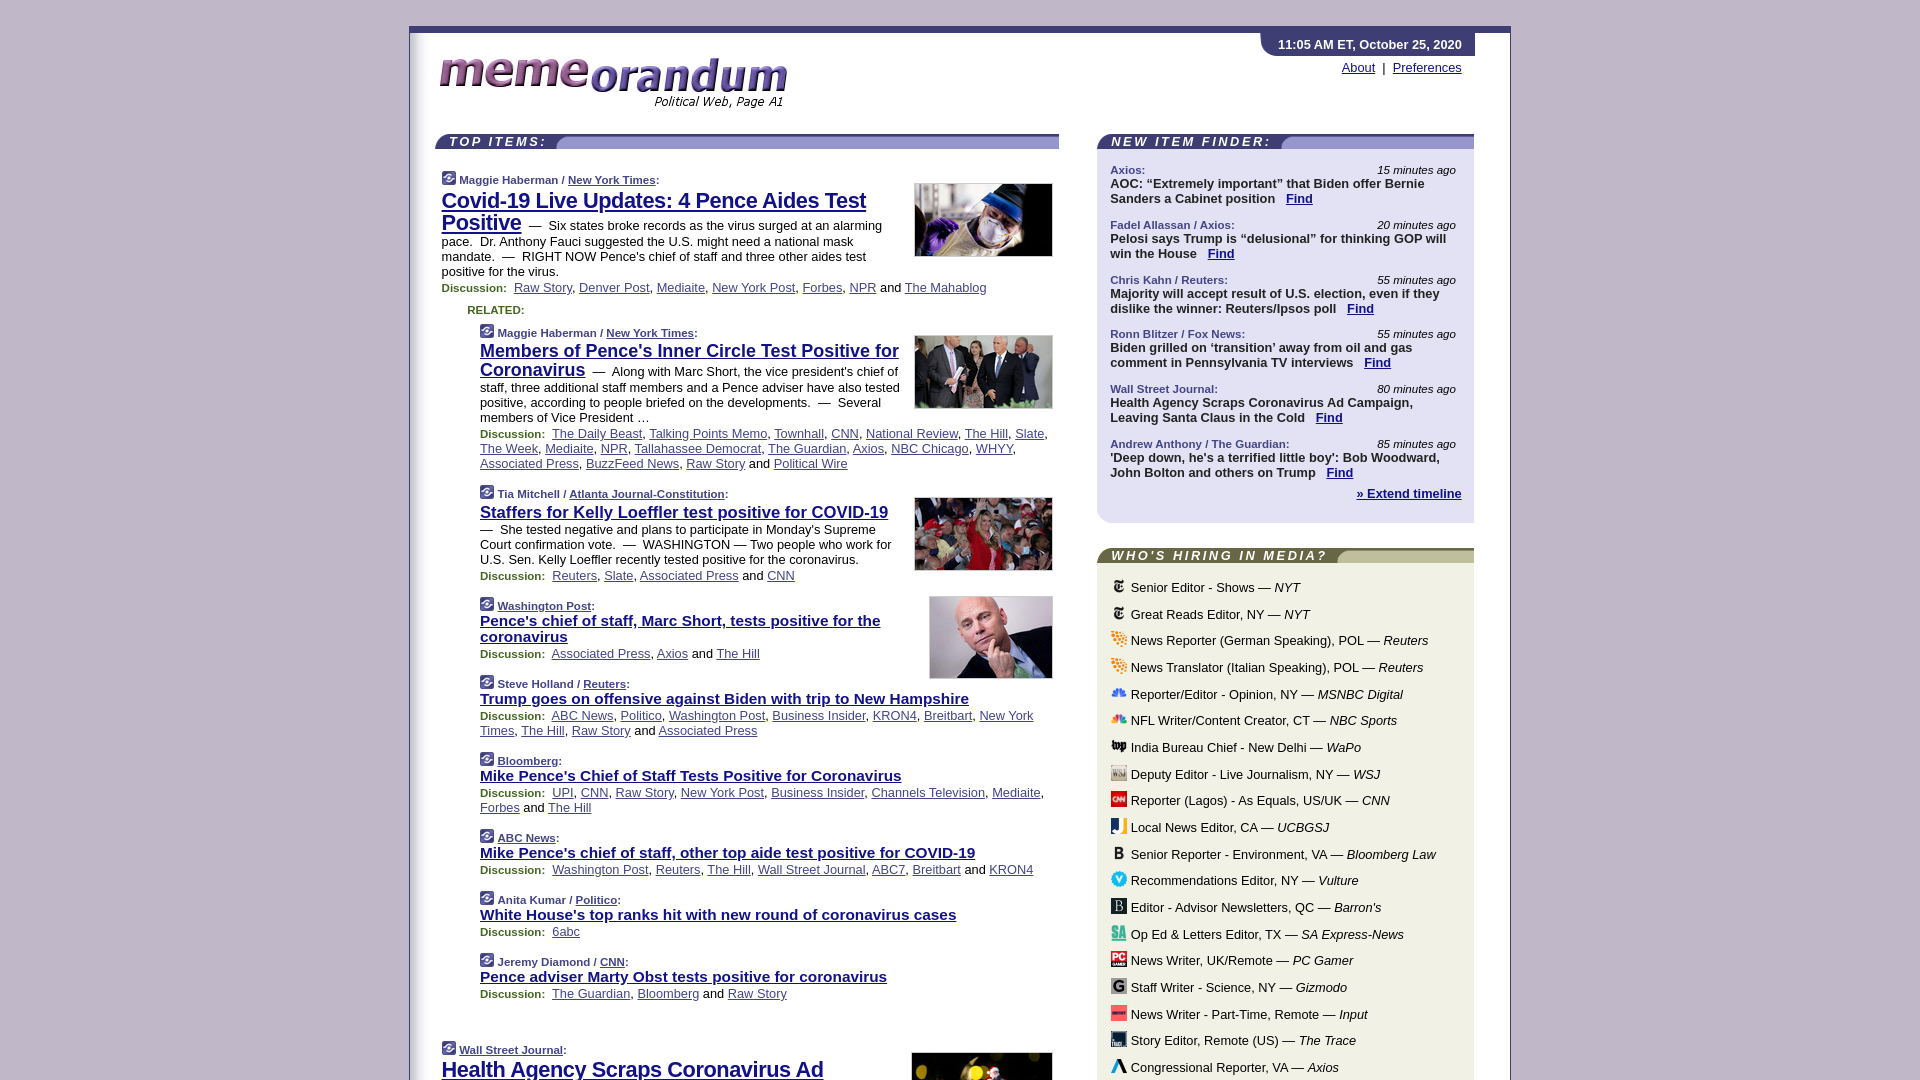 11:05 AM ET, October 25, 2020
memeorandum
Political Web, Page A1
About | Preferences
TOP ITEMS:
Maggie Haberman / New York Times:
Covid-19 Live Updates: 4 Pence Aides Test
Positive — Six states broke records as the virus surged at an alarming
pace. Dr. Anthony Fauci suggested the U.S. might need a national mask
mandate. — RIGHT NOW Pence's chief of staff and three other aides test
positive for the virus.
Discussion: Raw Story, Denver Post, Mediaite, New York Post, Forbes, NPR and The Mahablog
RELATED:
Maggie Haberman / New York Times:
Members of Pence's Inner Circle Test Positive for
Coronavirus — Along with Marc Short, the vice president's chief of
staff, three additional staff members and a Pence adviser have also tested
positive, according to people briefed on the developments. — Several
members of Vice President …
Discussion: The Daily Beast, Talking Points Memo, Townhall, CNN, National Review, The Hill, Slate,
The Week, Mediaite, NPR, Tallahassee Democrat, The Guardian, Axios, NBC Chicago, WHYY,
Associated Press, BuzzFeed News, Raw Story and Political Wire
Tia Mitchell / Atlanta Journal-Constitution:
Staffers for Kelly Loeffler test positive for COVID-19
— She tested negative and plans to participate in Monday's Supreme
Court confirmation vote. — WASHINGTON — Two people who work for
U.S. Sen. Kelly Loeffler recently tested positive for the coronavirus.
Discussion: Reuters, Slate, Associated Press and CNN
Washington Post:
Pence's chief of staff, Marc Short, tests positive for the
coronavirus
Discussion: Associated Press, Axios and The Hill
Steve Holland / Reuters:
Trump goes on offensive against Biden with trip to New Hampshire
Discussion: ABC News, Politico, Washington Post, Business Insider, KRON4, Breitbart, New York
Times, The Hill, Raw Story and Associated Press
Bloomberg:
Mike Pence's Chief of Staff Tests Positive for Coronavirus
Discussion: UPI, CNN, Raw Story, New York Post, Business Insider, Channels Television, Mediaite,
Forbes and The Hill
ABC News:
Mike Pence's chief of staff, other top aide test positive for COVID-19
Discussion: Washington Post, Reuters, The Hill, Wall Street Journal, ABC7, Breitbart and KRON4
Anita Kumar / Politico:
White House's top ranks hit with new round of coronavirus cases
Discussion: 6abc
Jeremy Diamond / CNN:
Pence adviser Marty Obst tests positive for coronavirus
Discussion: The Guardian, Bloomberg and Raw Story
Wall Street Journal:
Health Agency Scraps Coronavirus Ad
NEW ITEM FINDER:
Axios: 15 minutes ago
AOC: “Extremely important” that Biden offer Bernie
Sanders a Cabinet position Find
Fadel Allassan / Axios: 20 minutes ago
Pelosi says Trump is “delusional” for thinking GOP will
win the House Find
Chris Kahn / Reuters: 55 minutes ago
Majority will accept result of U.S. election, even if they
dislike the winner: Reuters/Ipsos poll Find
Ronn Blitzer / Fox News: 55 minutes ago
Biden grilled on ‘transition’ away from oil and gas
comment in Pennsylvania TV interviews Find
Wall Street Journal: 80 minutes ago
Health Agency Scraps Coronavirus Ad Campaign,
Leaving Santa Claus in the Cold Find
Andrew Anthony / The Guardian: 85 minutes ago
'Deep down, he's a terrified little boy': Bob Woodward,
John Bolton and others on Trump Find
» Extend timeline
WHO'S HIRING IN MEDIA?
Senior Editor - Shows — NYT
Great Reads Editor, NY — NYT
News Reporter (German Speaking), POL — Reuters
News Translator (Italian Speaking), POL — Reuters
Reporter/Editor - Opinion, NY — MSNBC Digital
NFL Writer/Content Creator, CT — NBC Sports
wp India Bureau Chief - New Delhi — WaPo
WSJ Deputy Editor - Live Journalism, NY — WSJ
CNN Reporter (Lagos) - As Equals, US/UK — CNN
J Local News Editor, CA — UCBGSJ
B Senior Reporter - Environment, VA — Bloomberg Law
Recommendations Editor, NY — Vulture
B Editor - Advisor Newsletters, QC — Barron's
SA Op Ed & Letters Editor, TX — SA Express-News
PC GAMER News Writer, UK/Remote — PC Gamer
G Staff Writer - Science, NY — Gizmodo
News Writer - Part-Time, Remote — Input
Story Editor, Remote (US) — The Trace
Congressional Reporter, VA — Axios